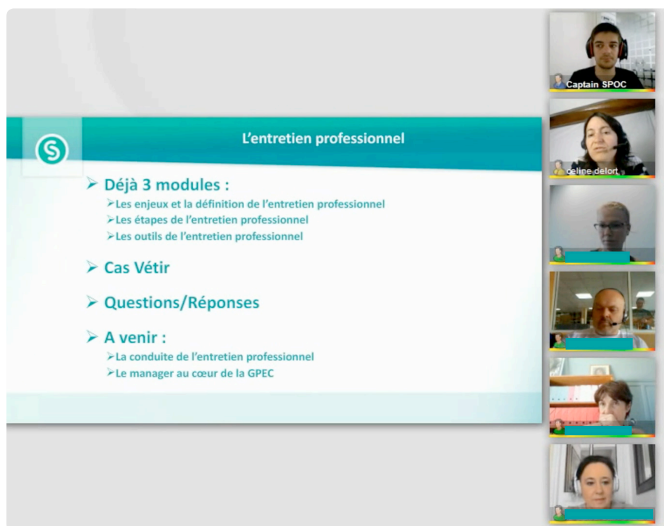 L'entretien professionnel
➢ Déjà 3 modules :
➢Les enjeux et la définition de l'entretien professionnel
➢Les étapes de l'entretien professionnel
➢Les outils de l'entretien professionnel
➢ Cas Vétir
➢ Questions/Réponses
➢ A venir :
➢La conduite de l'entretien professionnel
➢Le manager au cœur de la GPEC
Captain SPOC
celine delort